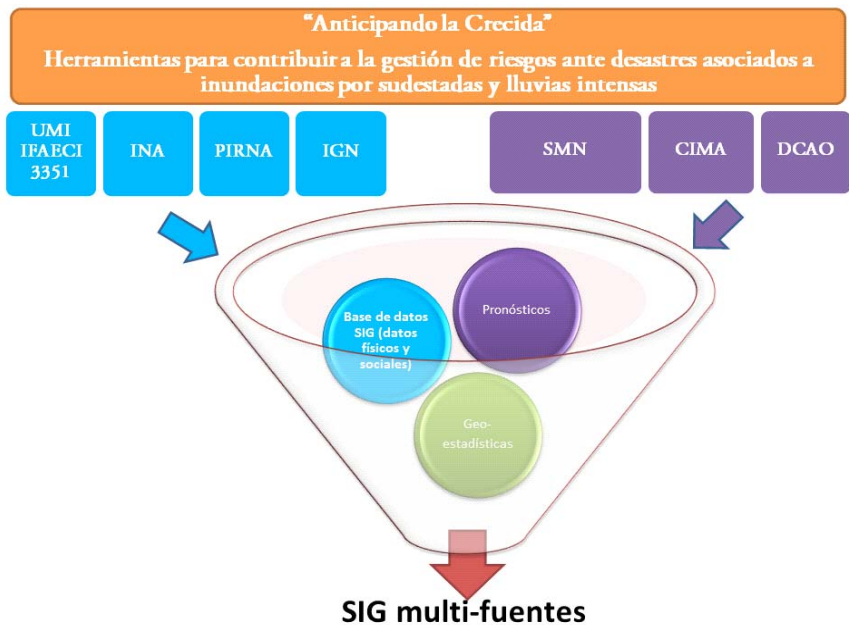 “Anticipando la Crecida”
Herramientas para contribuir a la gestión de riesgos ante desastres asociados a
inundaciones por sudestadas y lluvias intensas
UMI
IFAECI
3351
INA
PIRNA
IGN
SMN
CIMA
DCAO
Base de datos
SIG (datos
físicos y
sociales)
Pronósticos
Geo-
estadísticas
SIG multi-fuentes